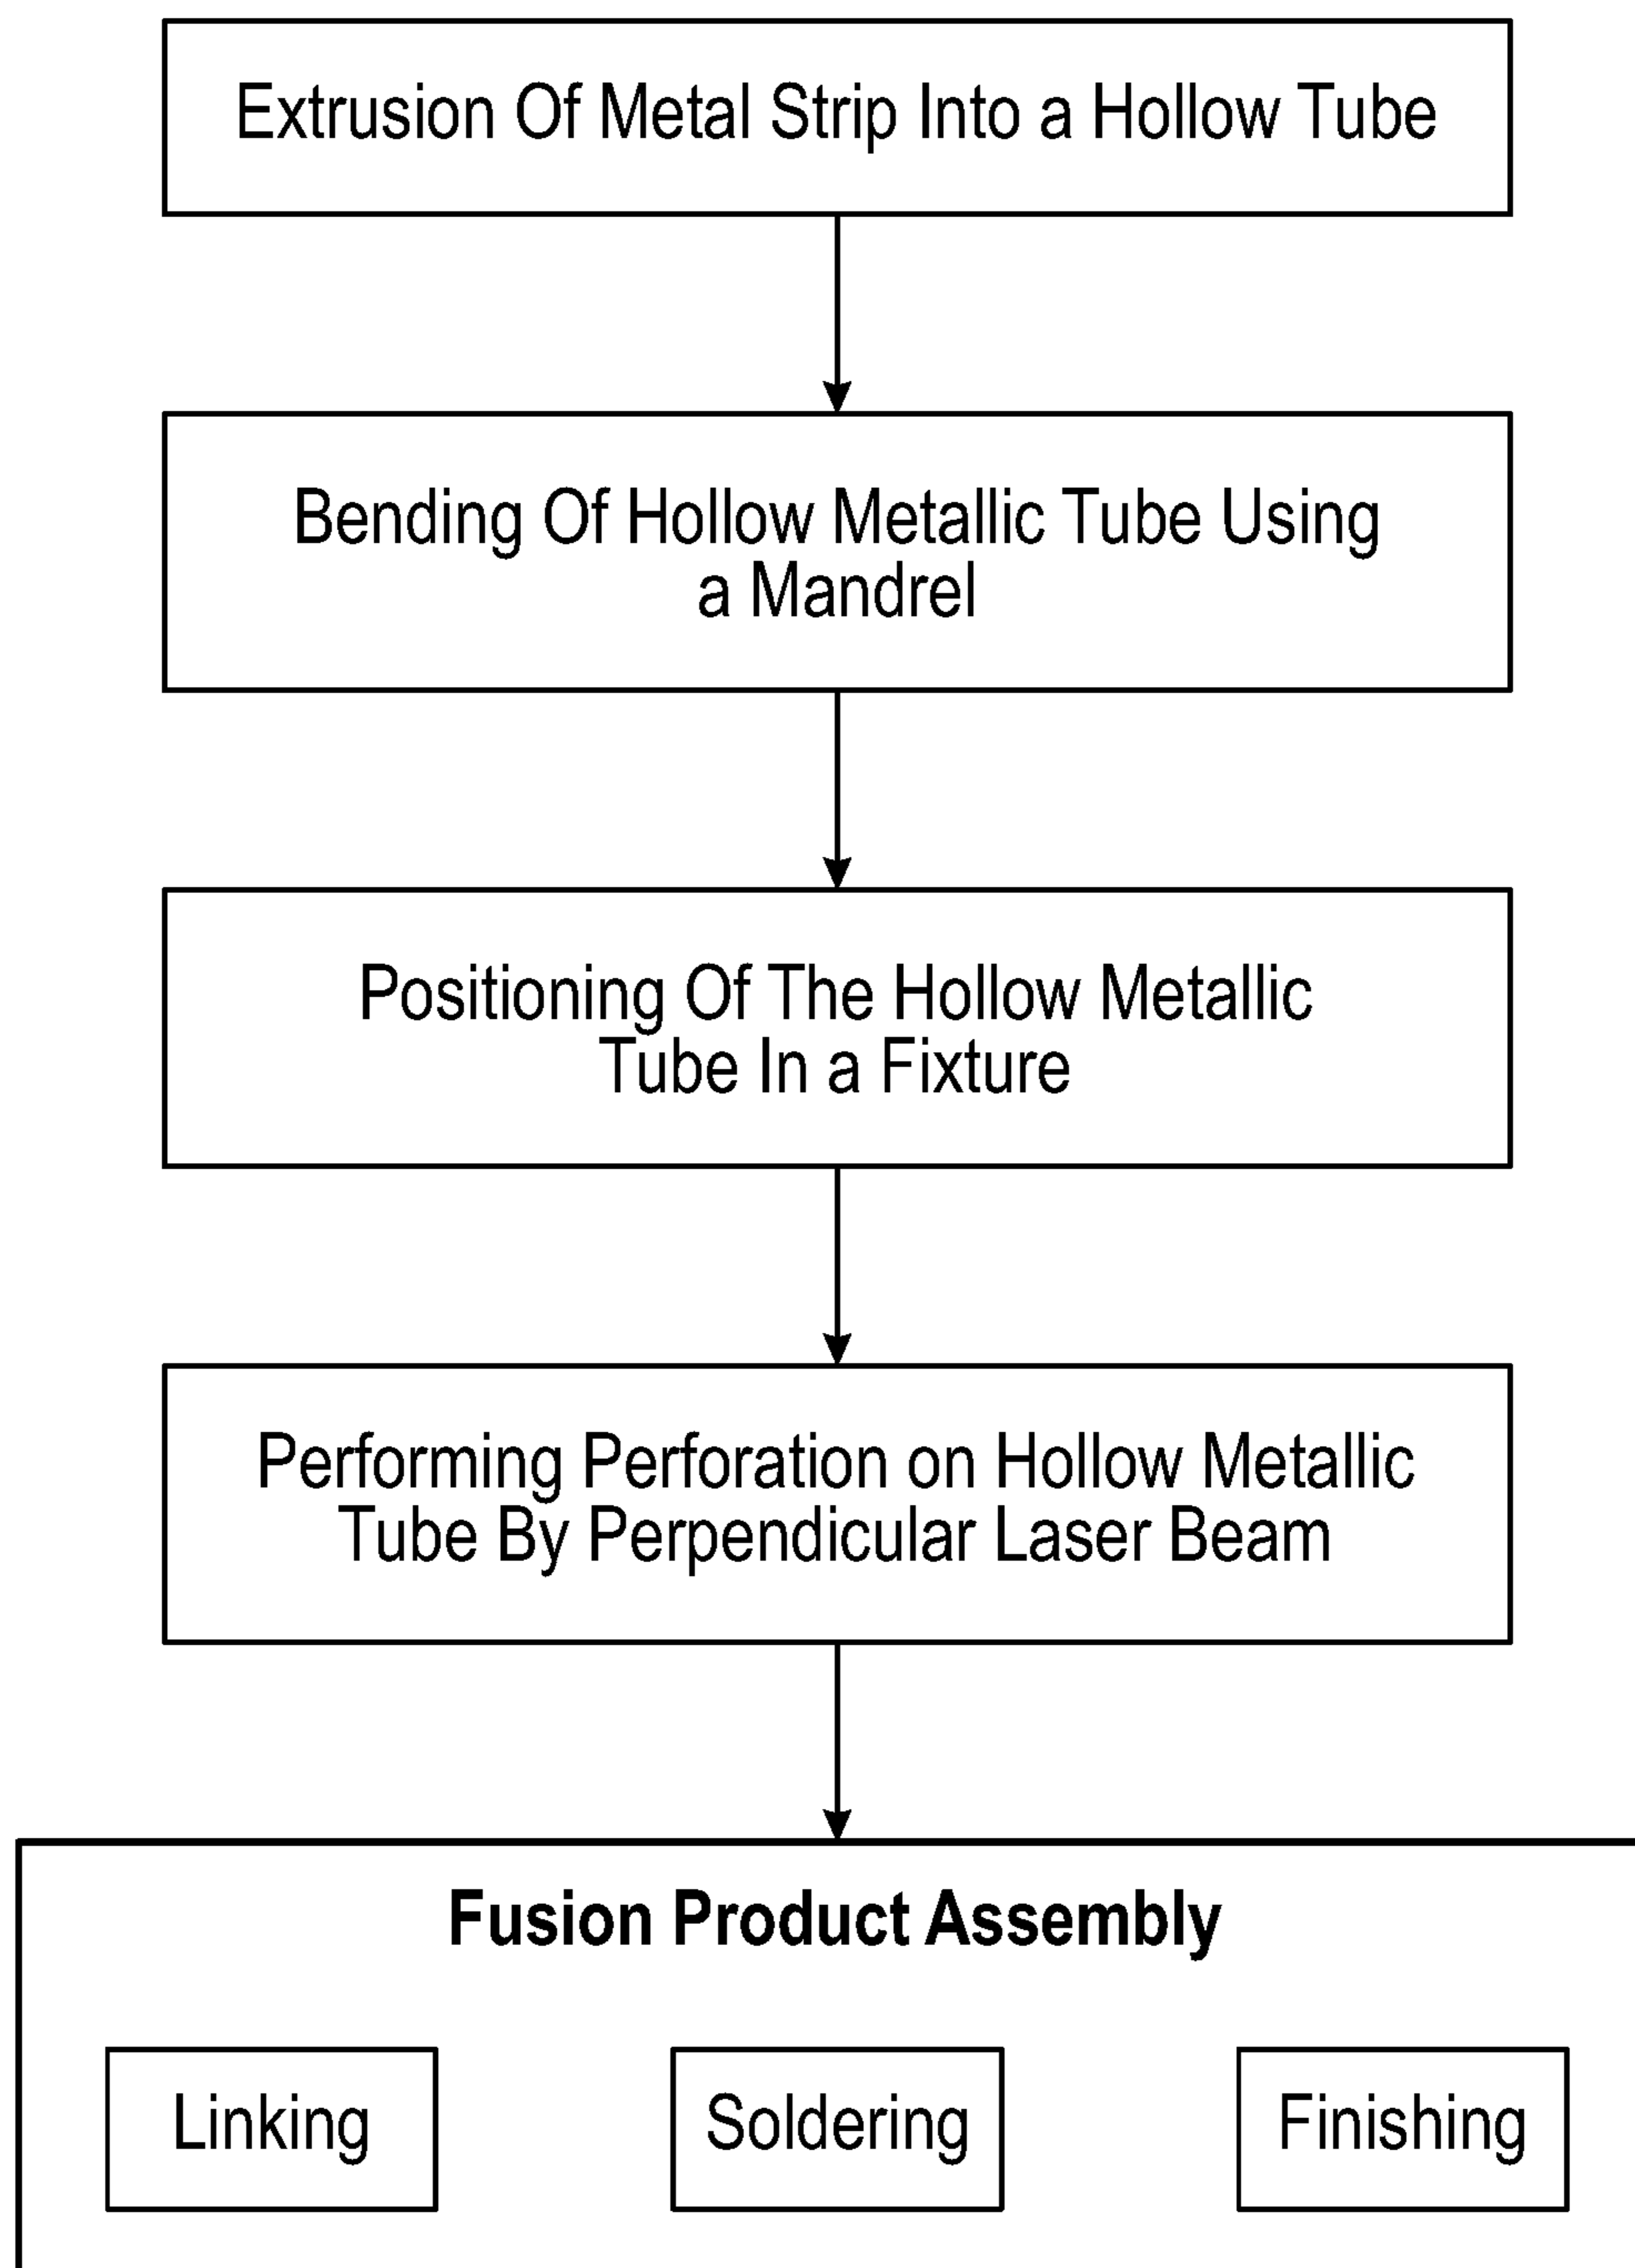 Extrusion Of Metal Strip Into a Hollow Tube
Bending Of Hollow Metallic Tube Using
a Mandrel
Positioning Of The Hollow Metallic
Tube In a Fixture
Performing Perforation on Hollow Metallic
Tube By Perpendicular Laser Beam
Fusion Product Assembly
Linking
Soldering
Finishing